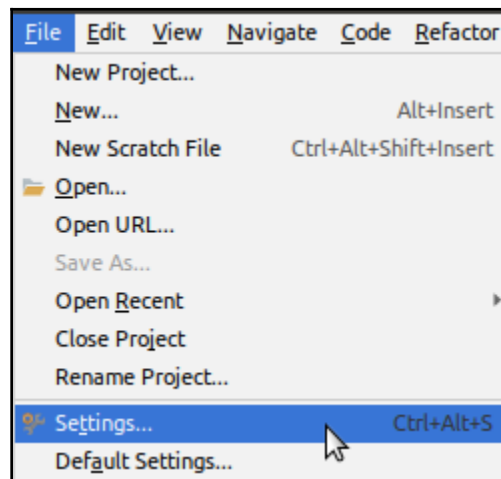 File Edit View Navigate Code Refactor
New Project...
New... Alt+Insert
New Scratch File Ctrl+Alt+Shift+Insert
Open...
Open URL...
Save As...
Open Recent
Close Project
Rename Project...
Settings... Ctrl+Alt+S
Default Settings...